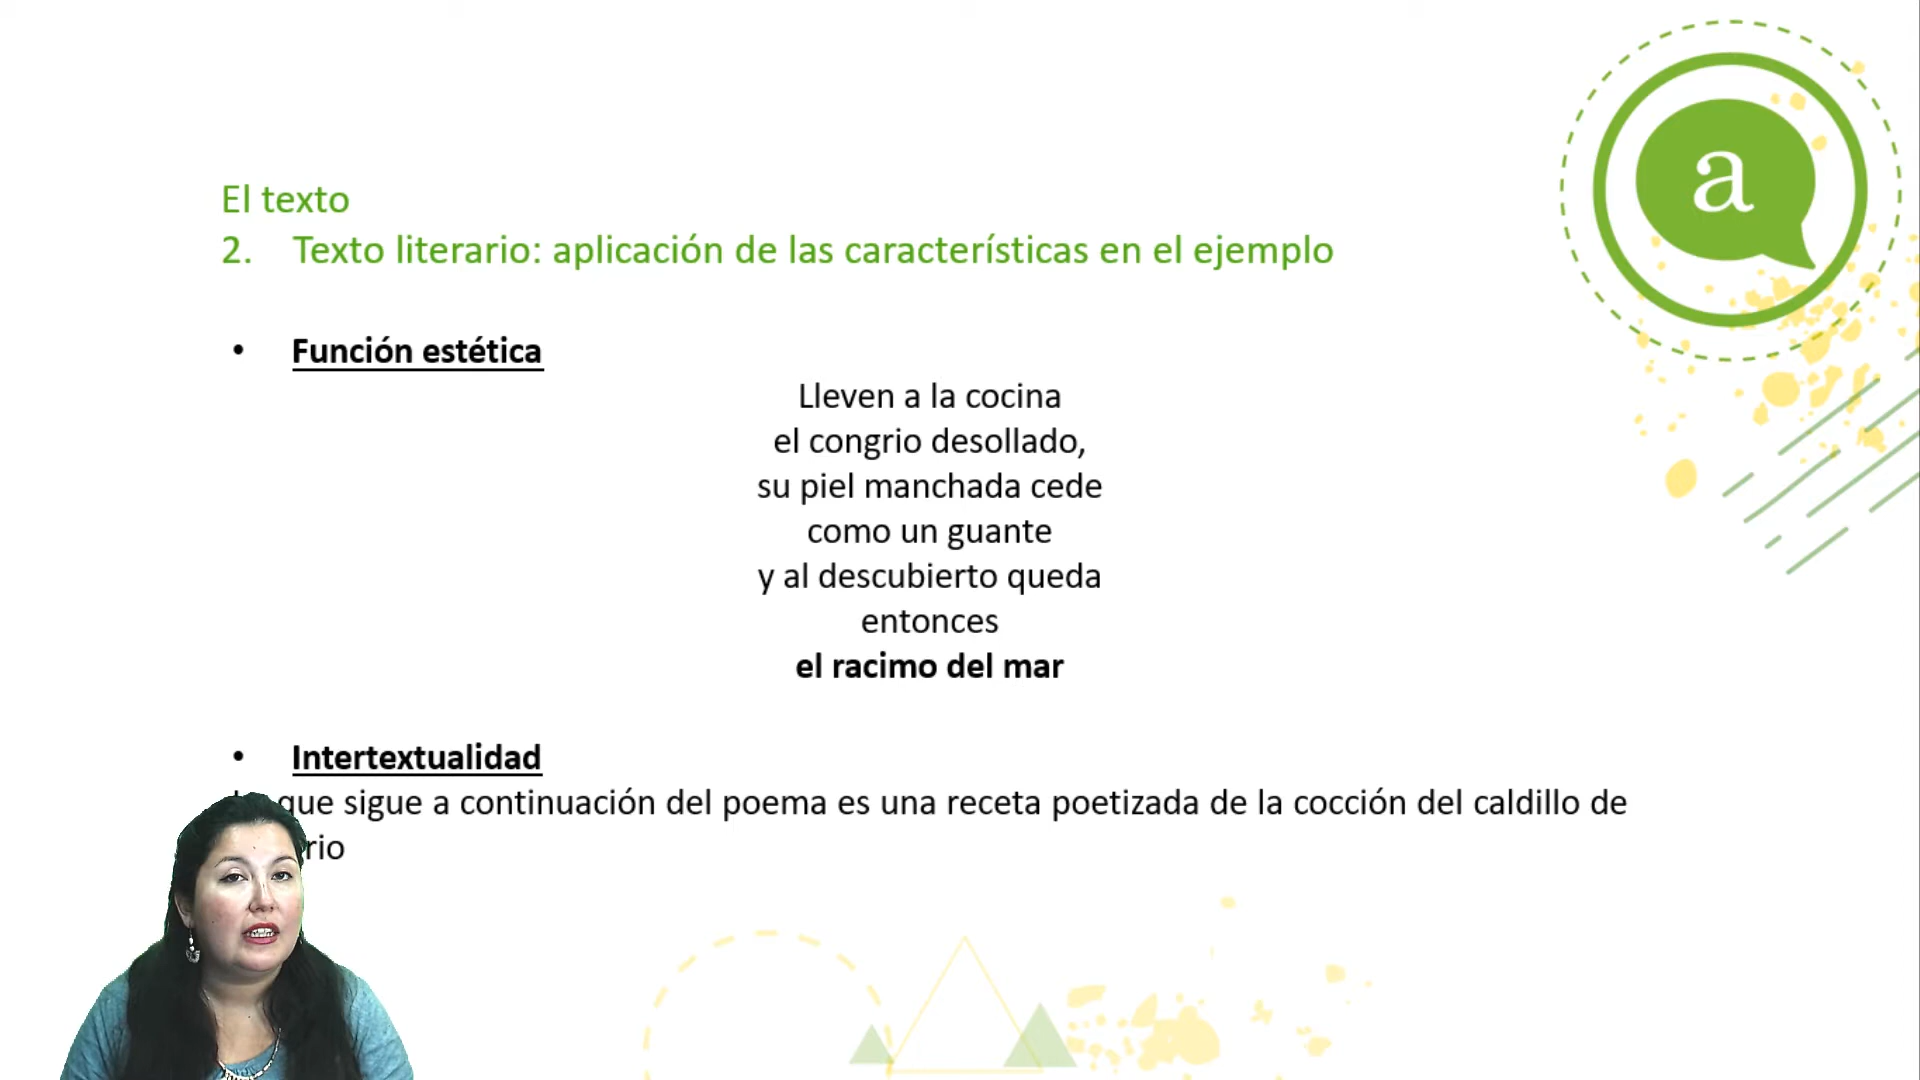 a
El texto
2. Texto literario: aplicación de las características en el ejemplo
• Función estética
Lleven a la cocina
el congrio desollado,
su piel manchada cede
como un guante
y al descubierto queda
entonces
el racimo del mar
• Intertextualidad
que sigue a continuación del poema es una receta poetizada de la cocción del caldillo de